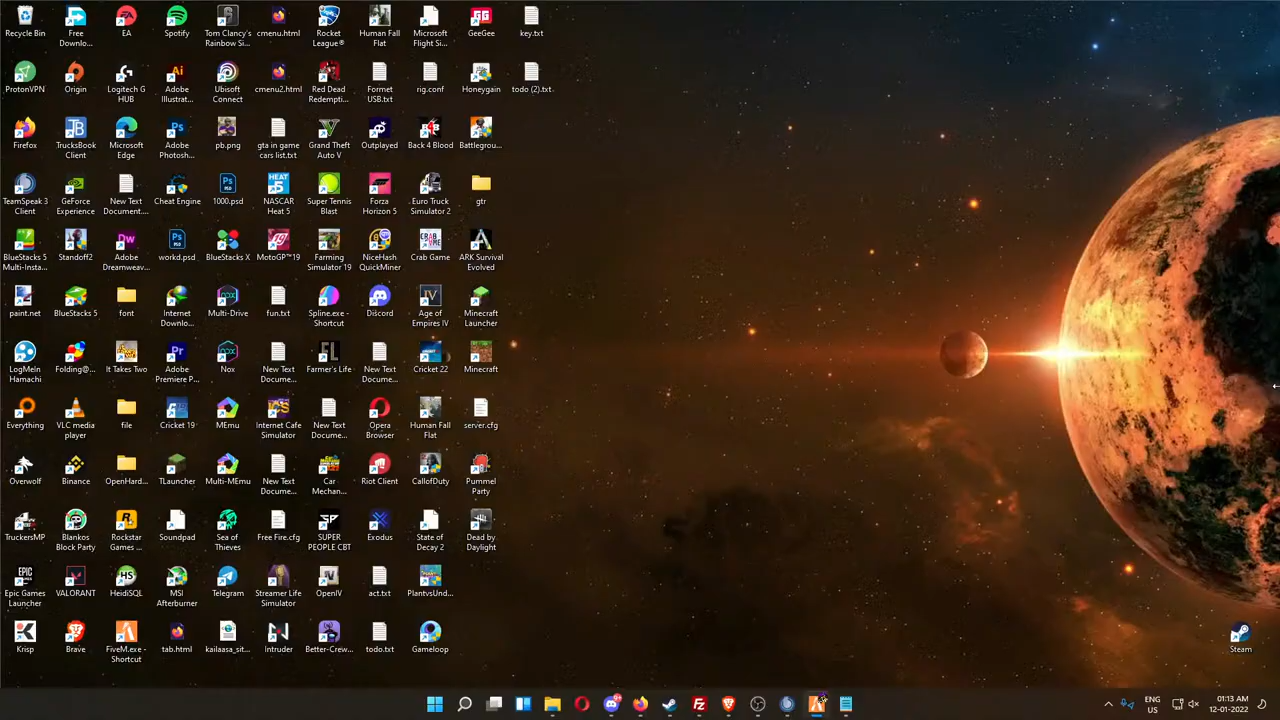 Recycle Bin
Free
Downlo...
EA
Spotify
Tom Clancy's
Rainbow Si...
cmenu.html
Rocket
League®
Human Fall
Flat
Microsoft
Flight Si...
GeeGee
key.txt
ProtonVPN
Origin
Logitech G
HUB
Adobe
Illustrat...
Ubisoft
Connect
cmenu2.html
Red Dead
Redempti...
Formet
USB.txt
rig.conf
Honeygain
todo (2).txt
Firefox
TrucksBook
Client
Microsoft
Edge
Adobe
Photosh...
pb.png
gta in game
cars list.txt
Grand Theft
Auto V
Outplayed
Back 4 Blood
Battlegrou...
TeamSpeak 3
Client
GeForce
Experience
New Text
Document....
Cheat Engine
1000.psd
NASCAR
Heat 5
Super Tennis
Blast
Forza
Horizon 5
Euro Truck
Simulator 2
gtr
BlueStacks 5
Multi-Insta...
Standoff2
Adobe
Dreamweav...
workd.psd
BlueStacks X
MotoGP™19
Farming
Simulator 19
NiceHash
QuickMiner
Crab Game
ARK Survival
Evolved
paint.net
BlueStacks 5
font
Internet
Downlo...
Multi-Drive
fun.txt
Spline.exe -
Shortcut
Discord
Age of
Empires IV
Minecraft
Launcher
LogMeIn
Hamachi
Folding@...
It Takes Two
Adobe
Premiere P...
Nox
New Text
Docume...
Farmer's Life
New Text
Docume...
Cricket 22
Minecraft
Everything
VLC media
player
file
Cricket 19
MEmu
Internet Cafe
Simulator
New Text
Docume...
Opera
Browser
Human Fall
Flat
server.cfg
Overwolf
Binance
OpenHard...
TLauncher
Multi-MEmu
New Text
Docume...
Car
Mechan...
Riot Client
CallofDuty
Pummel
Party
TruckersMP
Blankos
Block Party
Rockstar
Games ...
Soundpad
Sea of
Thieves
Free Fire.cfg
SUPER
PEOPLE CBT
Exodus
State of
Decay 2
Dead by
Daylight
Epic Games
Launcher
VALORANT
HeidiSQL
MSI
Afterburner
Telegram
Streamer Life
Simulator
OpenIV
act.txt
PlantvsUnd...
Krisp
Brave
FiveM.exe -
Shortcut
tab.html
kailaasa_sit...
Intruder
Better-Crew...
todo.txt
Gameloop
Steam
ENG
US
01:13 AM
12-01-2022